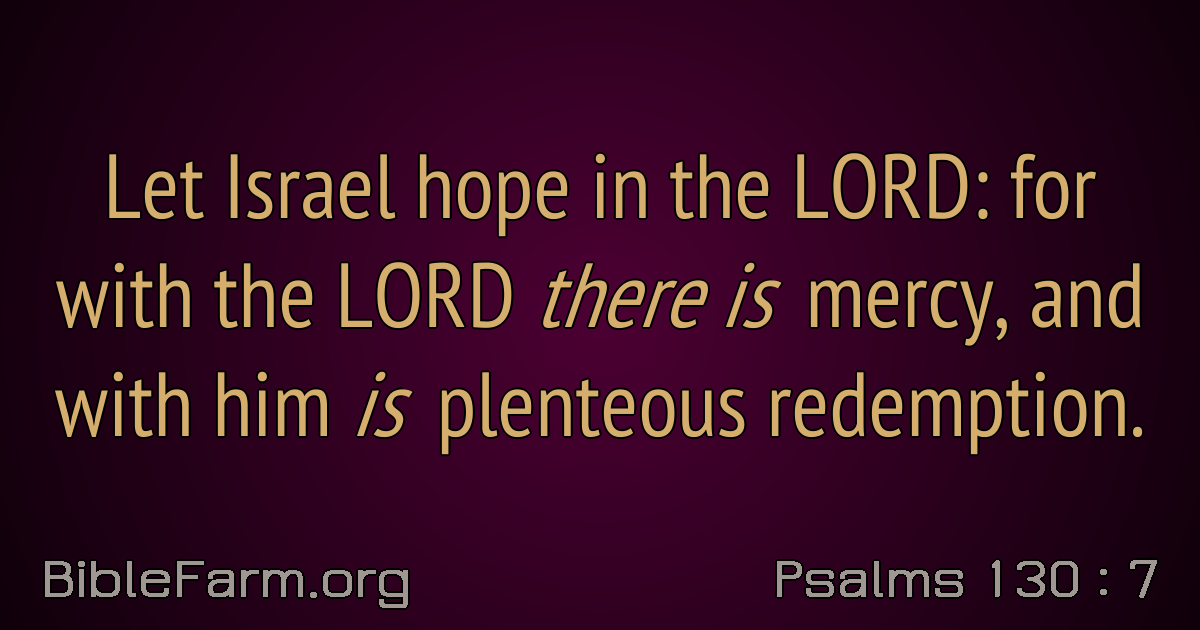 Let Israel hope in the LORD: for
with the LORD there is mercy, and
with him is plenteous redemption.
BibleFarm.org
Psalms 130 : 7